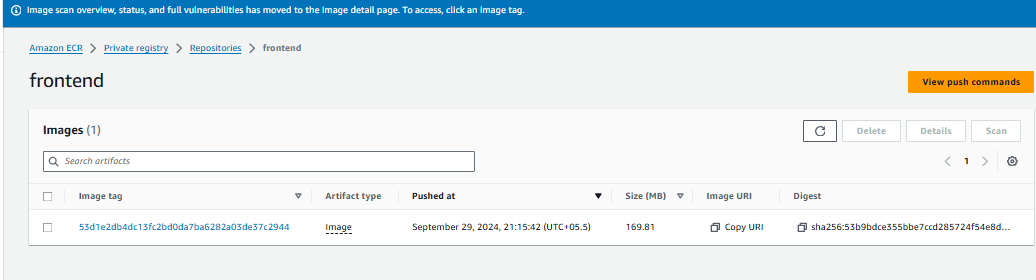 Image scan overview, status, and full vulnerabilities has moved to the Image detail page. To access, click an image tag.
Amazon ECR > Private registry > Repositories > frontend
frontend
View push commands
Images (1)
Delete Details Scan
Search artifacts
1
Image tag Artifact type Pushed at Size (MB) Image URI Digest
53d1e2db4dc13fc2bd0da7ba6282a03de37c2944 Image September 29, 2024, 21:15:42 (UTC+05.5) 169.81 Copy URI sha256:53b9bdce355bbe7ccd285724f54e8d...